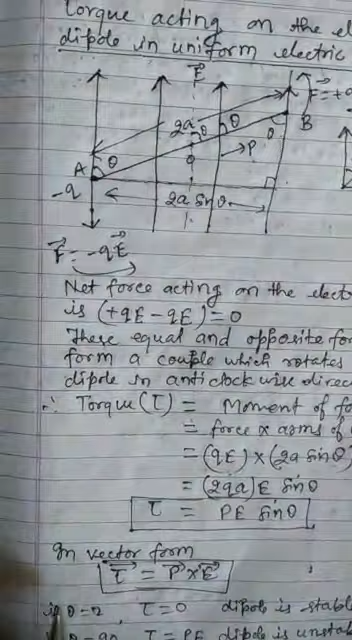 Torque acting on the el
dipole in uniform electric
E
F=+q
2a
θ
θ
θ
θ
B
A
P
-q
2a sinθ
F = -qE
Net force acting on the elect
is (+qE-qE)=0
These equal and opposite for
form a couple which rotates
dipole in anticlockwise direc
∴ Torque(τ) = Moment of fo
= force × arms of
= (qE) × (2a sinθ)
= (2qa)E sinθ
τ = PE sinθ
In vector form
τ⃗ = P⃗×E⃗
τ=0 dipole is stabl
τ = PE dipole is unstab